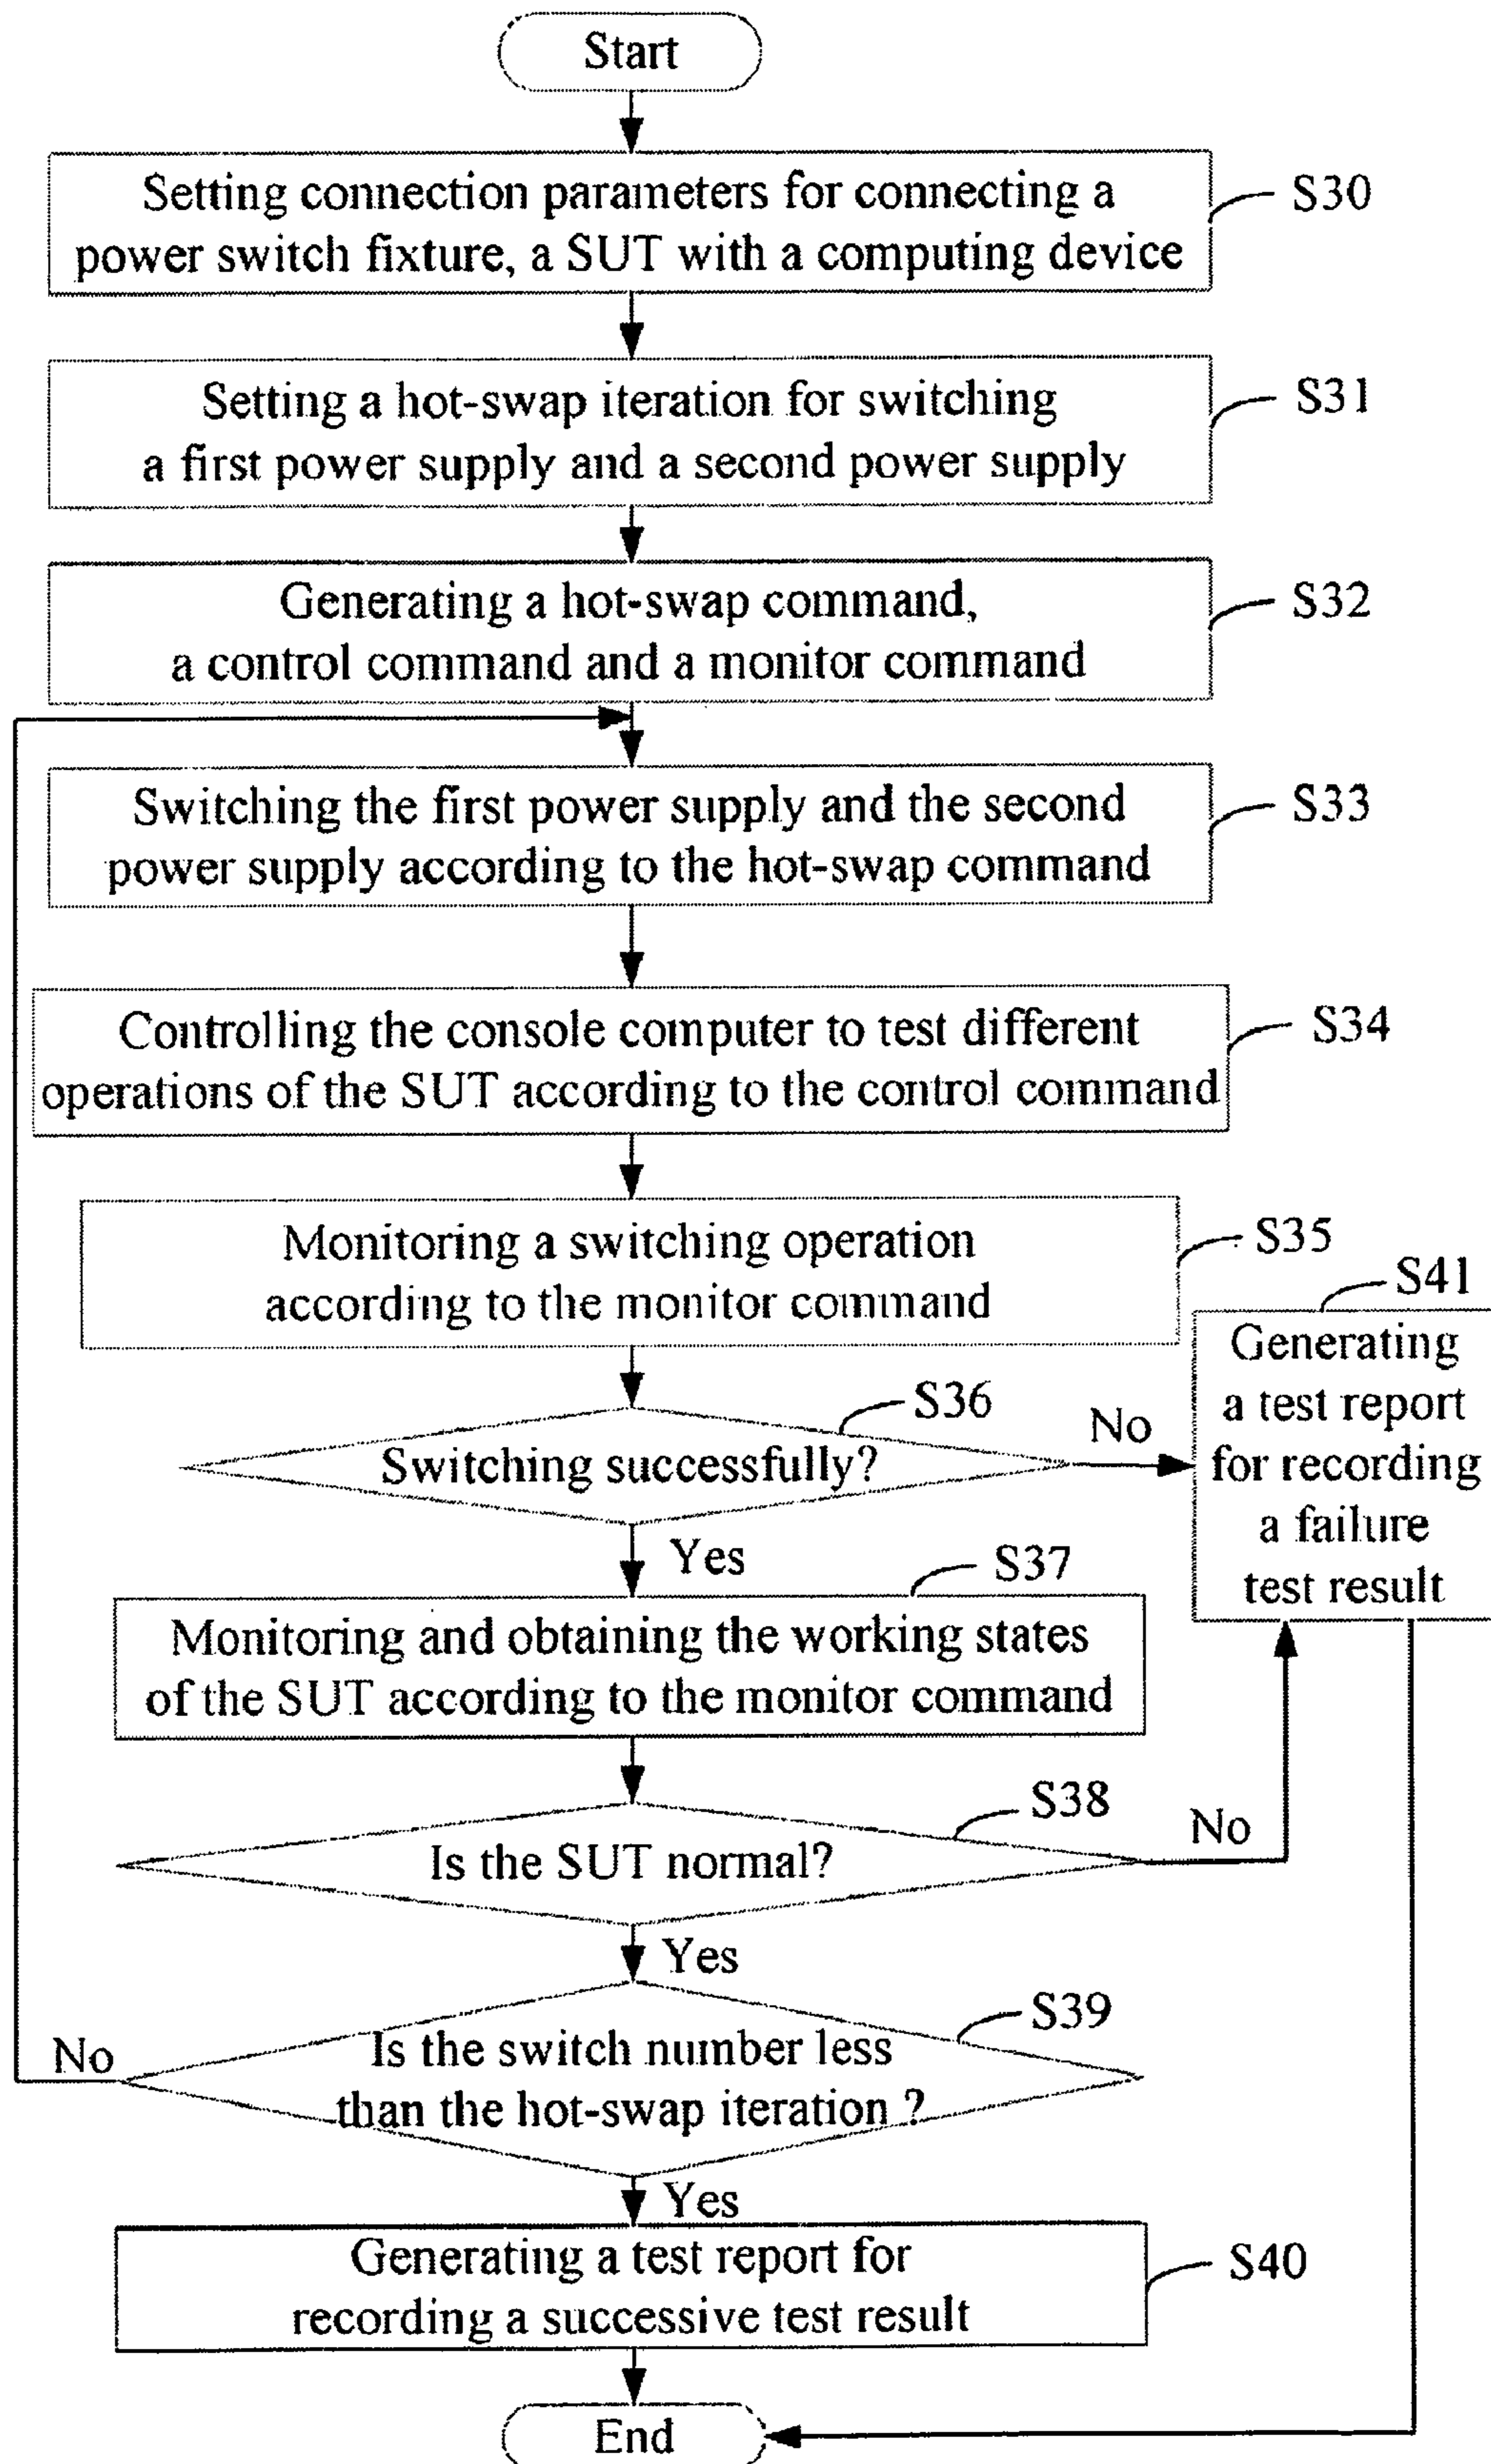 Start
Setting connection parameters for connecting a
power switch fixture, a SUT with a computing device
S30
Setting a hot-swap iteration for switching
a first power supply and a second power supply
S31
Generating a hot-swap command,
a control command and a monitor command
S32
Switching the first power supply and the second
power supply according to the hot-swap command
S33
Controlling the console computer to test different
operations of the SUT according to the control command
S34
Monitoring a switching operation
according to the monitor command
S35
S41
Generating
a test report
for recording
a failure
test result
S36
Switching successfully?
No
Yes
S37
Monitoring and obtaining the working states
of the SUT according to the monitor command
S38
Is the SUT normal?
No
Yes
S39
Is the switch number less
than the hot-swap iteration ?
No
Yes
Generating a test report for
recording a successive test result
S40
End